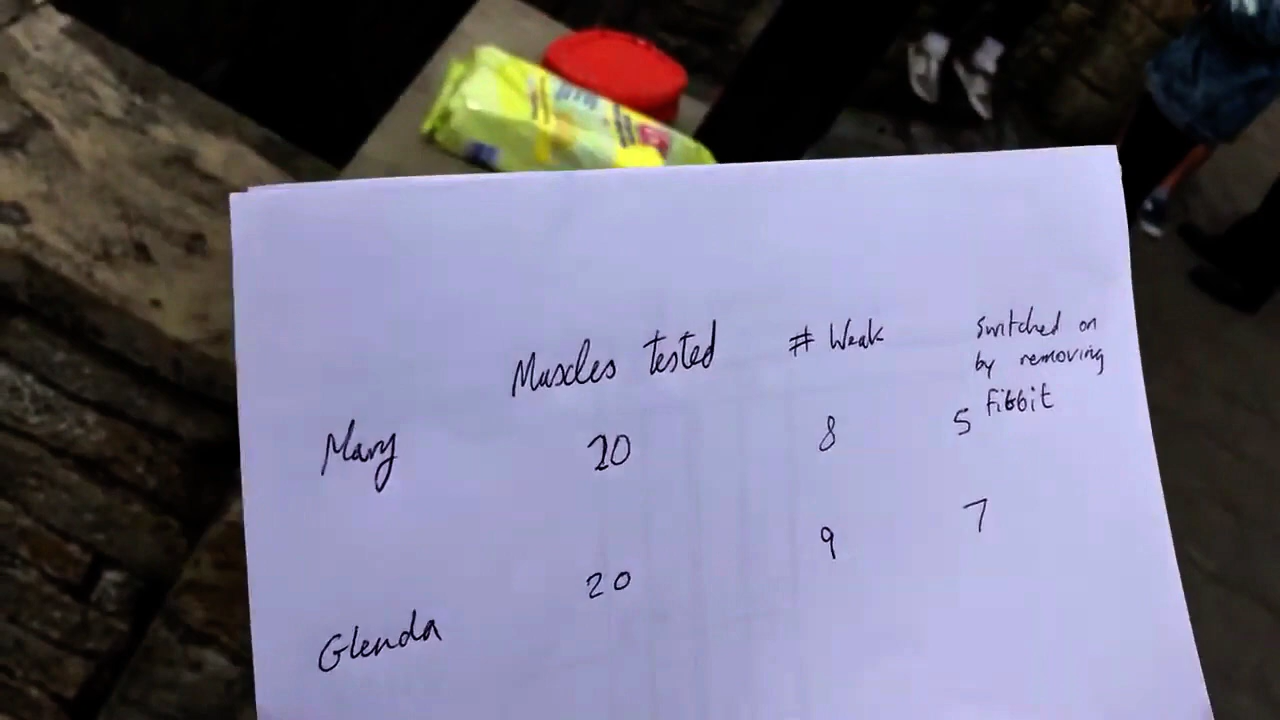 Muscles tested # Weak switched on
by removing
fitbit
Mary 20 8 5
20 9 7
Glenda